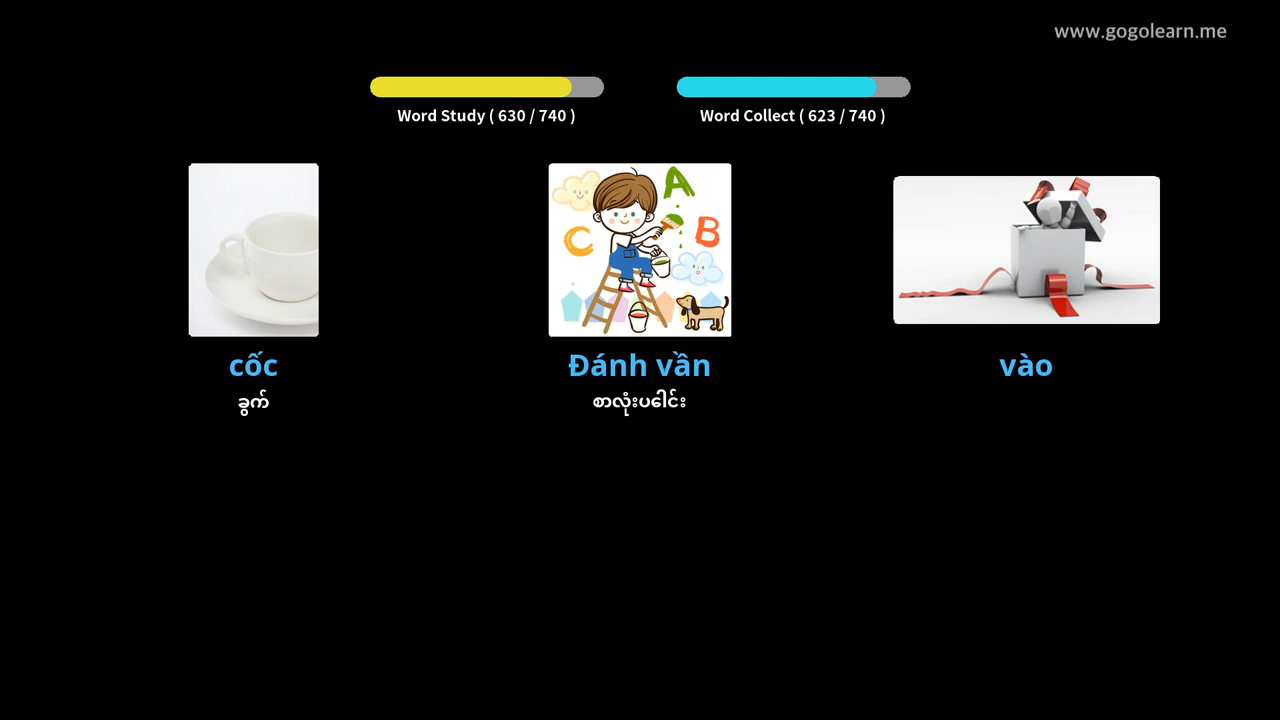 www.gogolearn.me
Word Study ( 630 / 740 )
Word Collect ( 623 / 740 )
A
B
C
cốc
Đánh vần
vào
ခွက်
စာလုံးပေါင်း